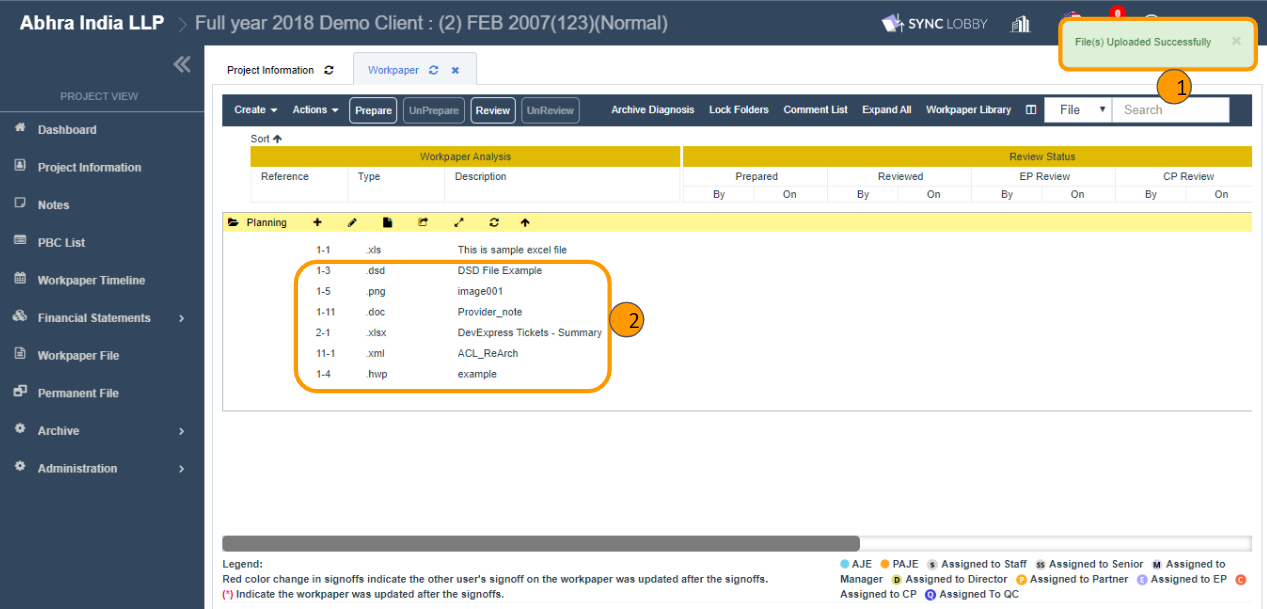 Abhra India LLP > Full year 2018 Demo Client : (2) FEB 2007(123)(Normal)
SYNC LOBBY
0
File(s) Uploaded Successfully ×
1
PROJECT VIEW
Dashboard
Project Information
Notes
PBC List
Workpaper Timeline
Financial Statements
Workpaper File
Permanent File
Archive
Administration
Project Information
Workpaper
Create Actions Prepare UnPrepare Review UnReview Archive Diagnosis Lock Folders Comment List Expand All Workpaper Library File Search
Sort
Workpaper Analysis Review Status
Reference Type Description Prepared Reviewed EP Review CP Review
By On By On By On By On
Planning
1-1 .xls This is sample excel file
1-3 .dsd DSD File Example
1-5 .png image001
1-11 .doc Provider_note
2-1 .xlsx DevExpress Tickets - Summary
11-1 .xml ACL_ReArch
1-4 .hwp example
2
Legend:
Red color change in signoffs indicate the other user's signoff on the workpaper was updated after the signoffs.
(*) Indicate the workpaper was updated after the signoffs.
AJE PAJE S Assigned to Staff SS Assigned to Senior M Assigned to
Manager D Assigned to Director P Assigned to Partner E Assigned to EP C
Assigned to CP Q Assigned To QC